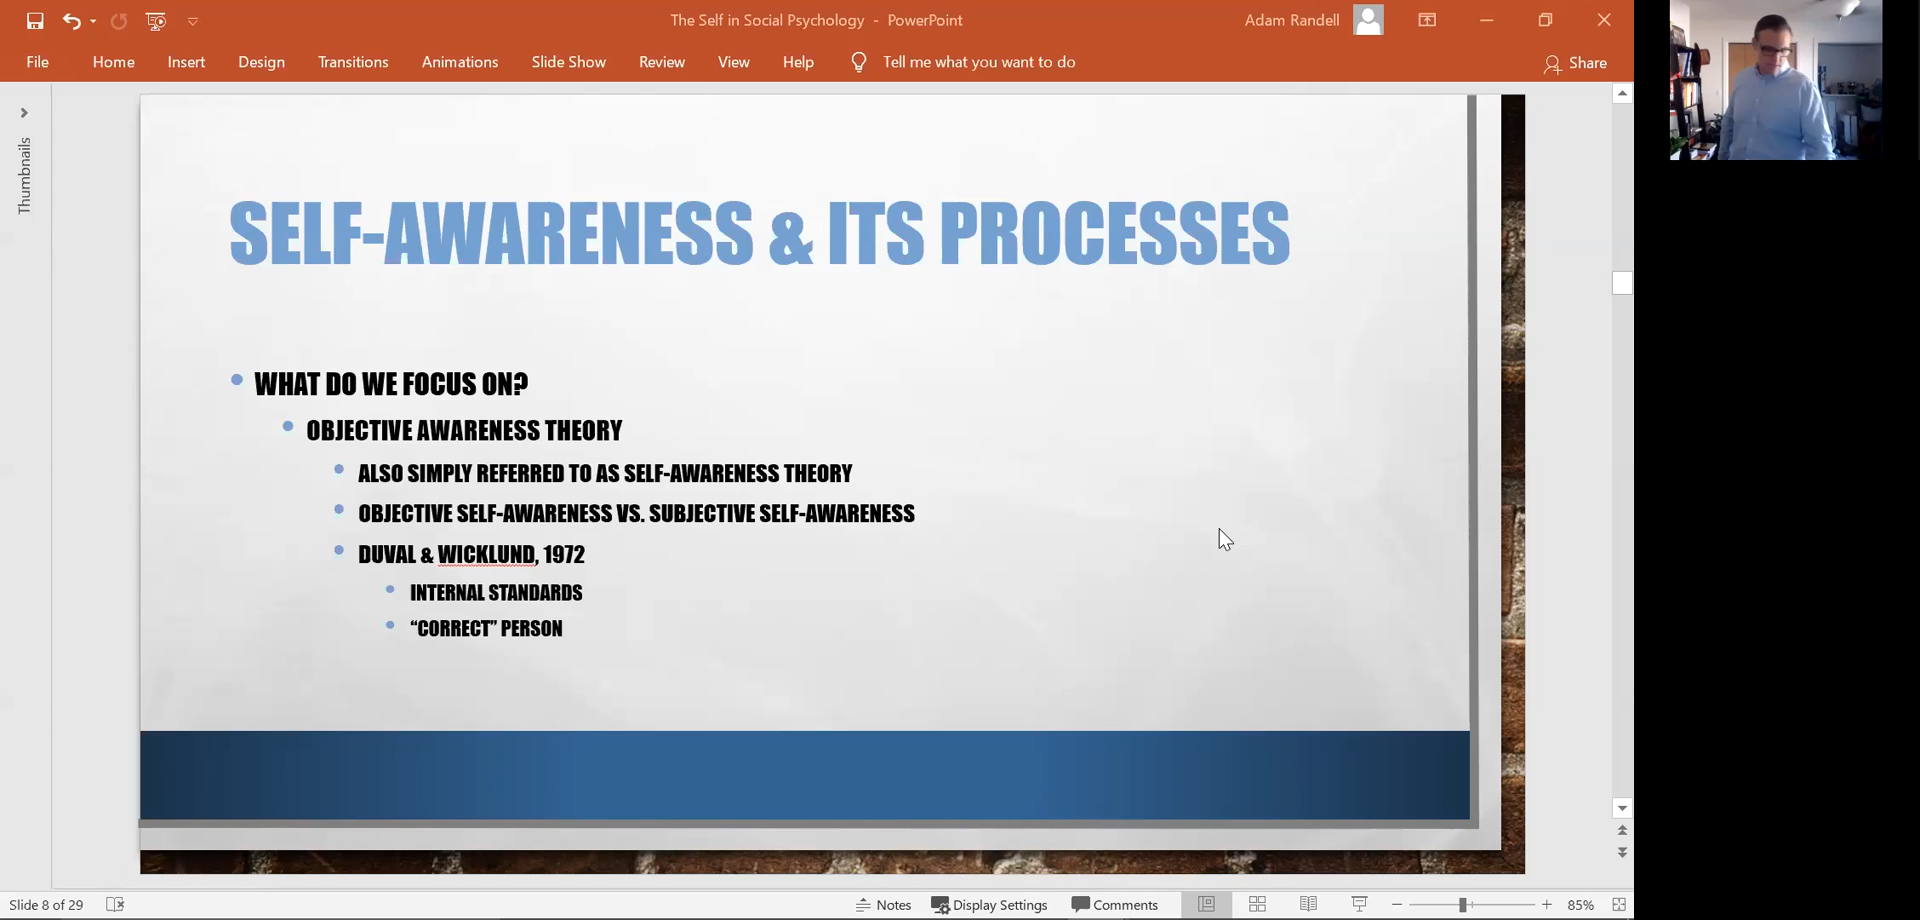 The Self in Social Psychology - PowerPoint
Adam Randell
File Home Insert Design Transitions Animations Slide Show Review View Help Tell me what you want to do
Share
Thumbnails
SELF-AWARENESS & ITS PROCESSES
WHAT DO WE FOCUS ON?
OBJECTIVE AWARENESS THEORY
ALSO SIMPLY REFERRED TO AS SELF-AWARENESS THEORY
OBJECTIVE SELF-AWARENESS VS. SUBJECTIVE SELF-AWARENESS
DUVAL & WICKLUND, 1972
INTERNAL STANDARDS
“CORRECT” PERSON
Slide 8 of 29
Notes Display Settings Comments 85%